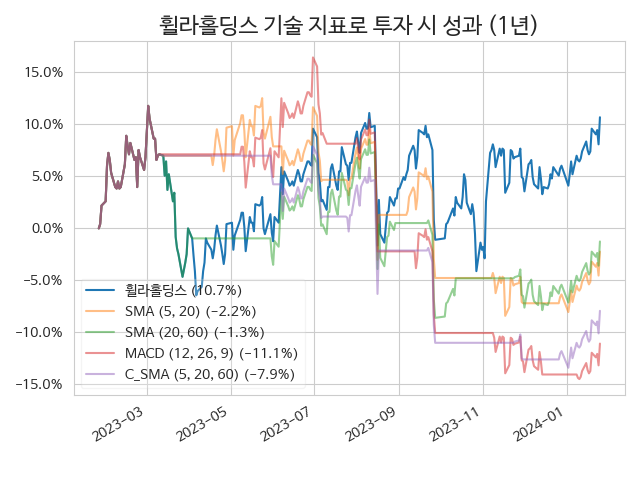 휠라홀딩스 기술 지표로 투자 시 성과 (1년)
15.0%
10.0%
5.0%
0.0%
−5.0%
−10.0%
−15.0%
휠라홀딩스 (10.7%)
SMA (5, 20) (−2.2%)
SMA (20, 60) (−1.3%)
MACD (12, 26, 9) (−11.1%)
C_SMA (5, 20, 60) (−7.9%)
2023-03
2023-05
2023-07
2023-09
2023-11
2024-01